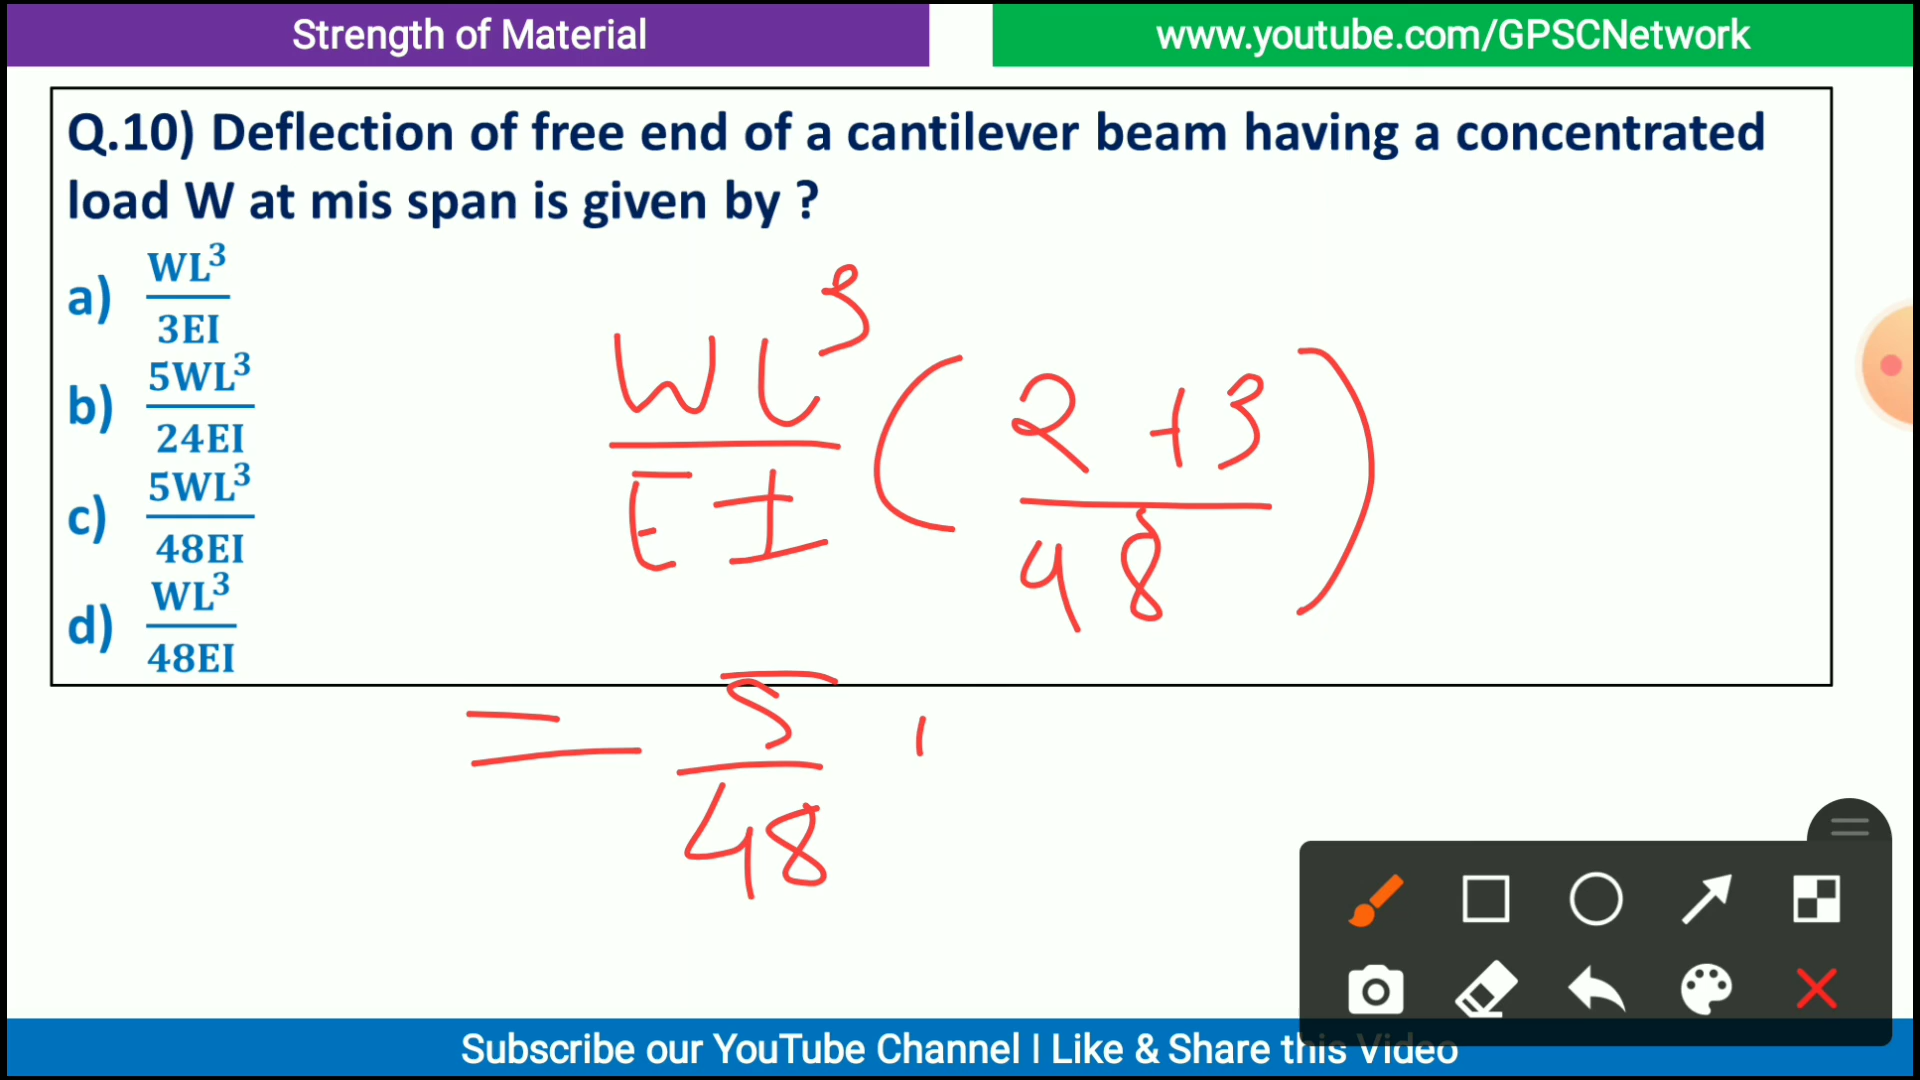 Strength of Material
www.youtube.com/GPSCNetwork
Q.10) Deflection of free end of a cantilever beam having a concentrated
load W at mis span is given by ?
a) WL³/3EI
b) 5WL³/24EI
c) 5WL³/48EI
d) WL³/48EI
WL³/EI (2+3/48)
= 5/48
Subscribe our YouTube Channel | Like & Share this Video